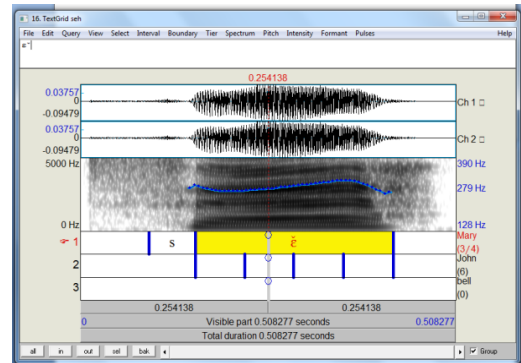 16. TextGrid seh
File Edit Query View Select Interval Boundary Tier Spectrum Pitch Intensity Formant Pulses Help
0.254138
0.03757
0
-0.09479
Ch 1
0.03757
0
-0.09479
Ch 2
5000 Hz 390 Hz
279 Hz
0 Hz 128 Hz
1 s ɛ̌ Mary
(3/4)
2 John
(6)
3 bell
(0)
0.254138 0.254138
0 Visible part 0.508277 seconds 0.508277
Total duration 0.508277 seconds
all in out sel bak Group